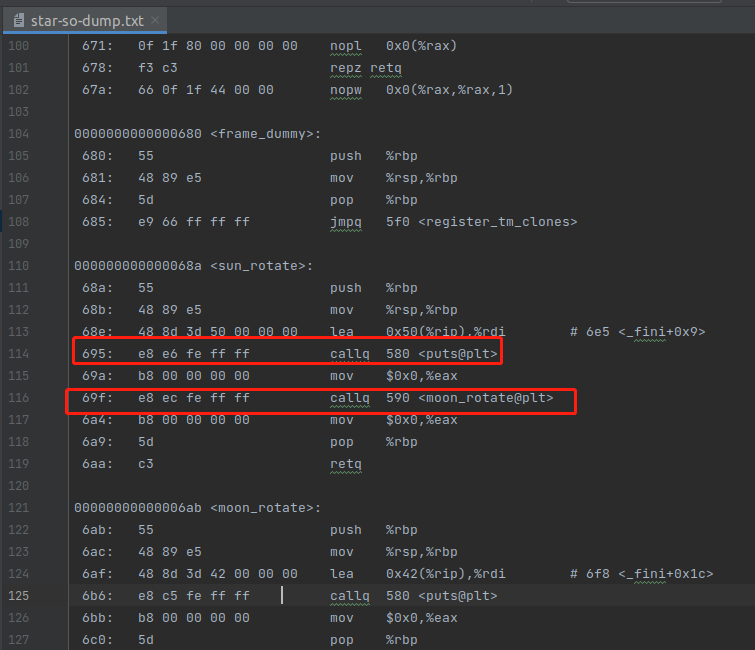 star-so-dump.txt
100 671: 0f 1f 80 00 00 00 00 nopl 0x0(%rax)
101 678: f3 c3 repz retq
102 67a: 66 0f 1f 44 00 00 nopw 0x0(%rax,%rax,1)
103
104 0000000000000680 <frame_dummy>:
105 680: 55 push %rbp
106 681: 48 89 e5 mov %rsp,%rbp
107 684: 5d pop %rbp
108 685: e9 66 ff ff ff jmpq 5f0 <register_tm_clones>
109
110 000000000000068a <sun_rotate>:
111 68a: 55 push %rbp
112 68b: 48 89 e5 mov %rsp,%rbp
113 68e: 48 8d 3d 50 00 00 00 lea 0x50(%rip),%rdi # 6e5 <_fini+0x9>
114 695: e8 e6 fe ff ff callq 580 <puts@plt>
115 69a: b8 00 00 00 00 mov $0x0,%eax
116 69f: e8 ec fe ff ff callq 590 <moon_rotate@plt>
117 6a4: b8 00 00 00 00 mov $0x0,%eax
118 6a9: 5d pop %rbp
119 6aa: c3 retq
120
121 00000000000006ab <moon_rotate>:
122 6ab: 55 push %rbp
123 6ac: 48 89 e5 mov %rsp,%rbp
124 6af: 48 8d 3d 42 00 00 00 lea 0x42(%rip),%rdi # 6f8 <_fini+0x1c>
125 6b6: e8 c5 fe ff ff callq 580 <puts@plt>
126 6bb: b8 00 00 00 00 mov $0x0,%eax
127 6c0: 5d pop %rbp